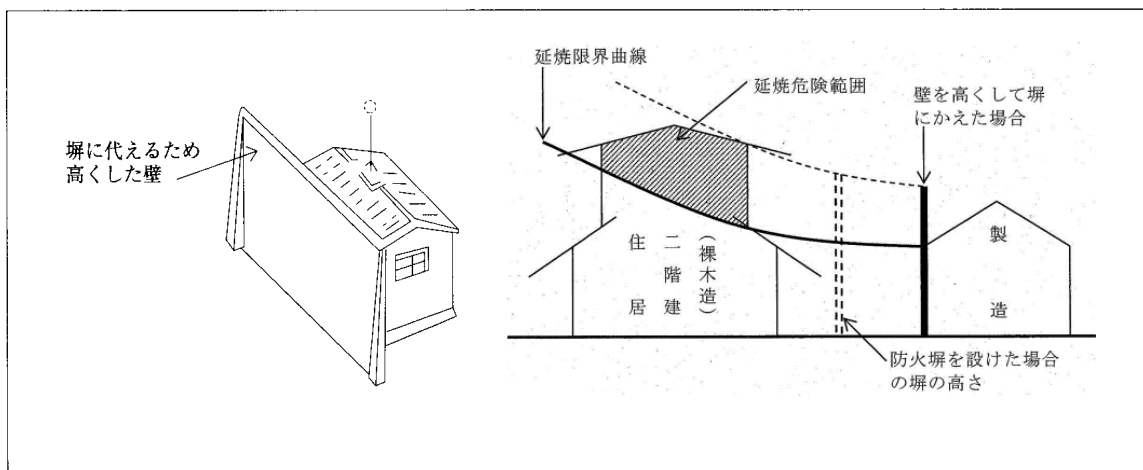 塀に代えるため
高くした壁
延焼限界曲線
延焼危険範囲
壁を高くして塀
にかえた場合
住居
二階建
（裸木造）
製造
防火塀を設けた場合
の塀の高さ